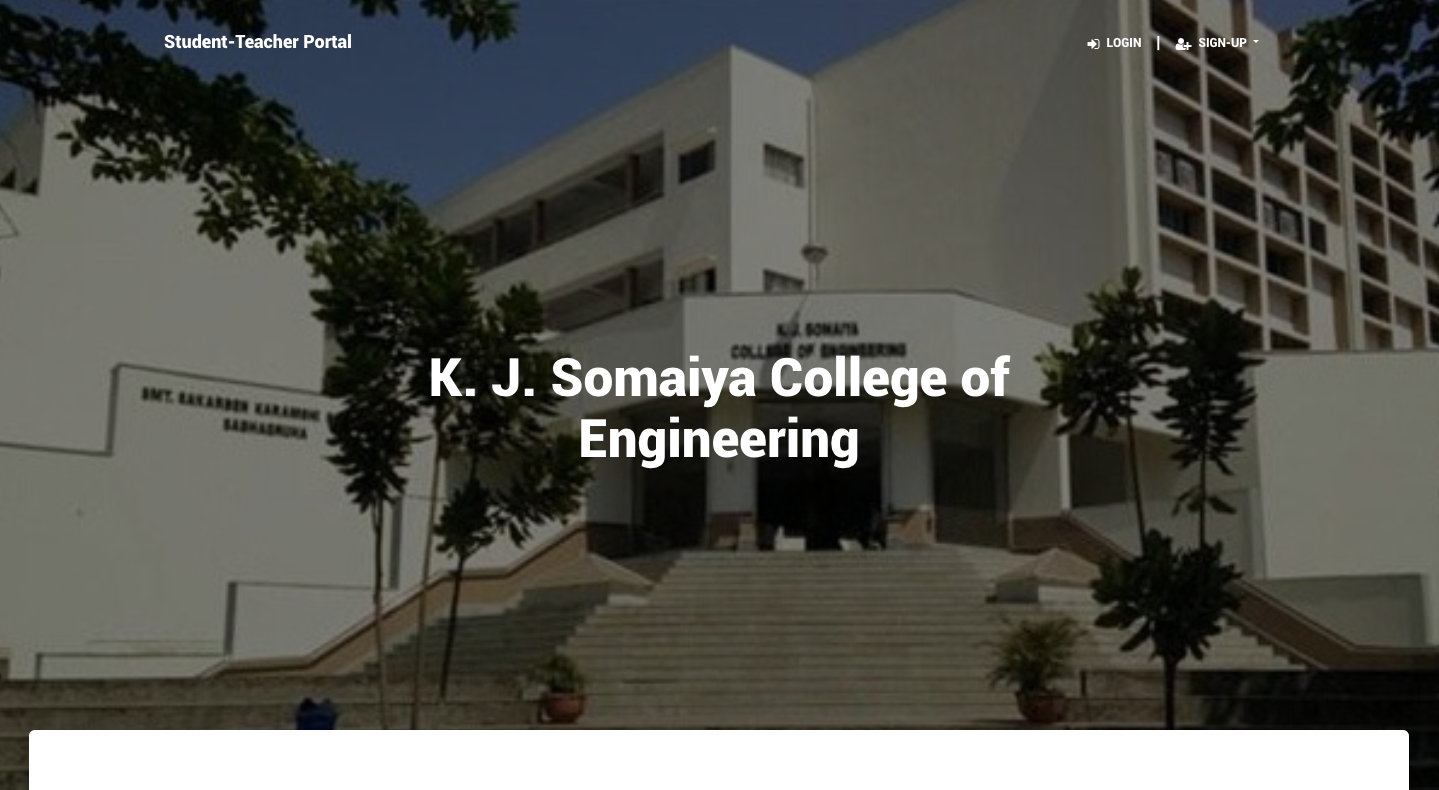 Student-Teacher Portal
LOGIN | SIGN-UP
K.J. SOMAIYA
COLLEGE OF ENGINEERING
K. J. Somaiya College of
Engineering
SMT. SAKARBEN KARAMSHI
SABHAGRUHA